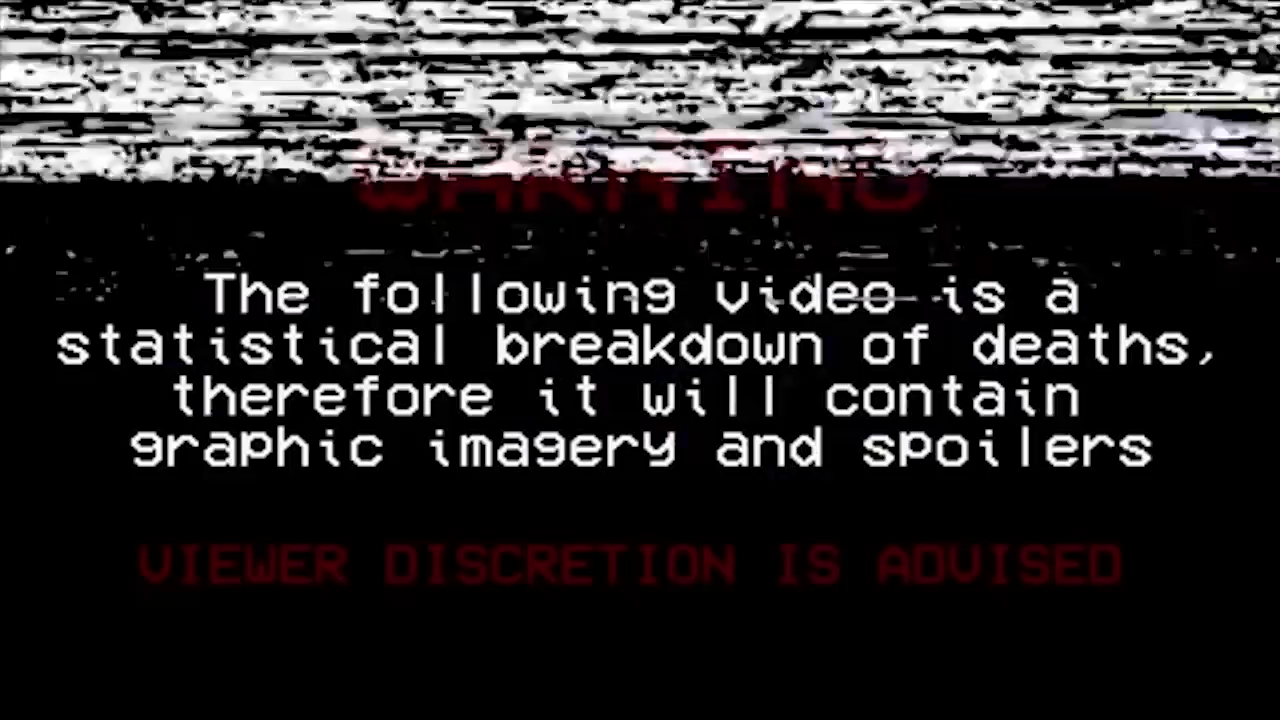 WARNING
The following video is a
statistical breakdown of deaths,
therefore it will contain
graphic imagery and spoilers
VIEWER DISCRETION IS ADVISED